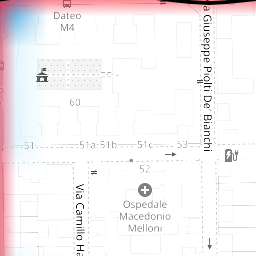 Dateo
M4
Via Giuseppe Piotti De' Bianchi
60
51
51a
51b
51c
53
52
Ospedale
Macedonio
Melloni
Via Camillo Ha